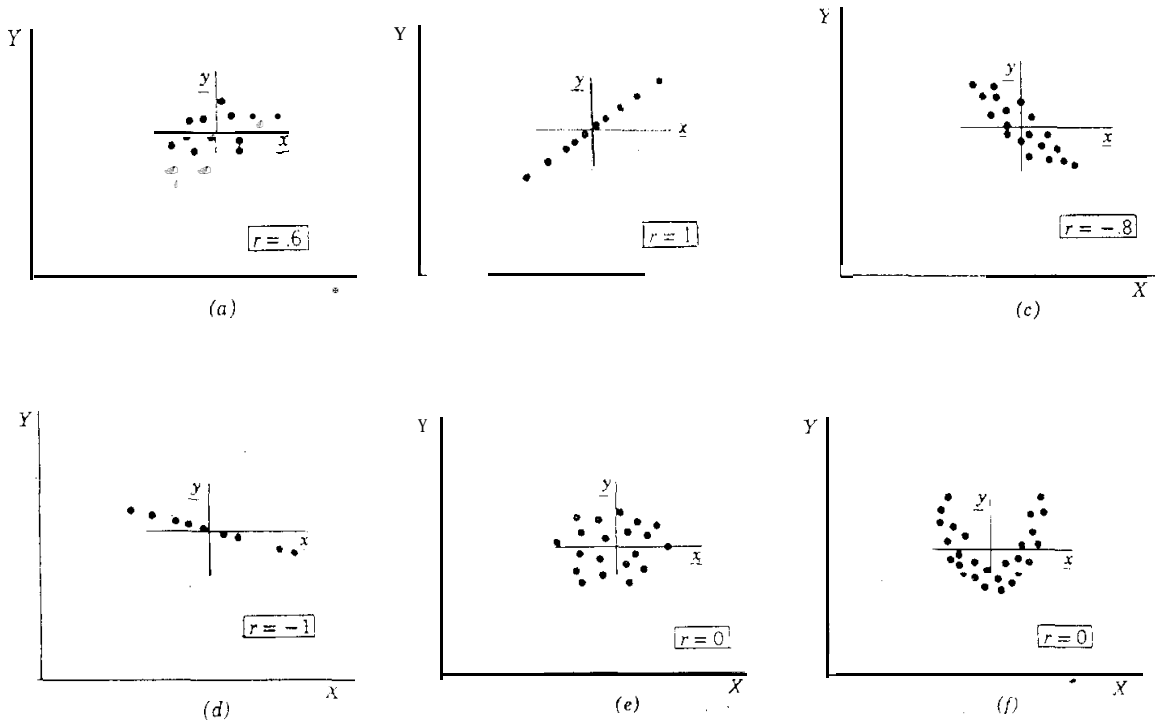 Y
y
x
r = .6
(a)
Y
y
x
r = 1
Y
y
x
r = -.8
X
(c)
Y
y
x
r = -1
X
(d)
Y
y
x
r = 0
X
(e)
Y
y
x
r = 0
X
(f)